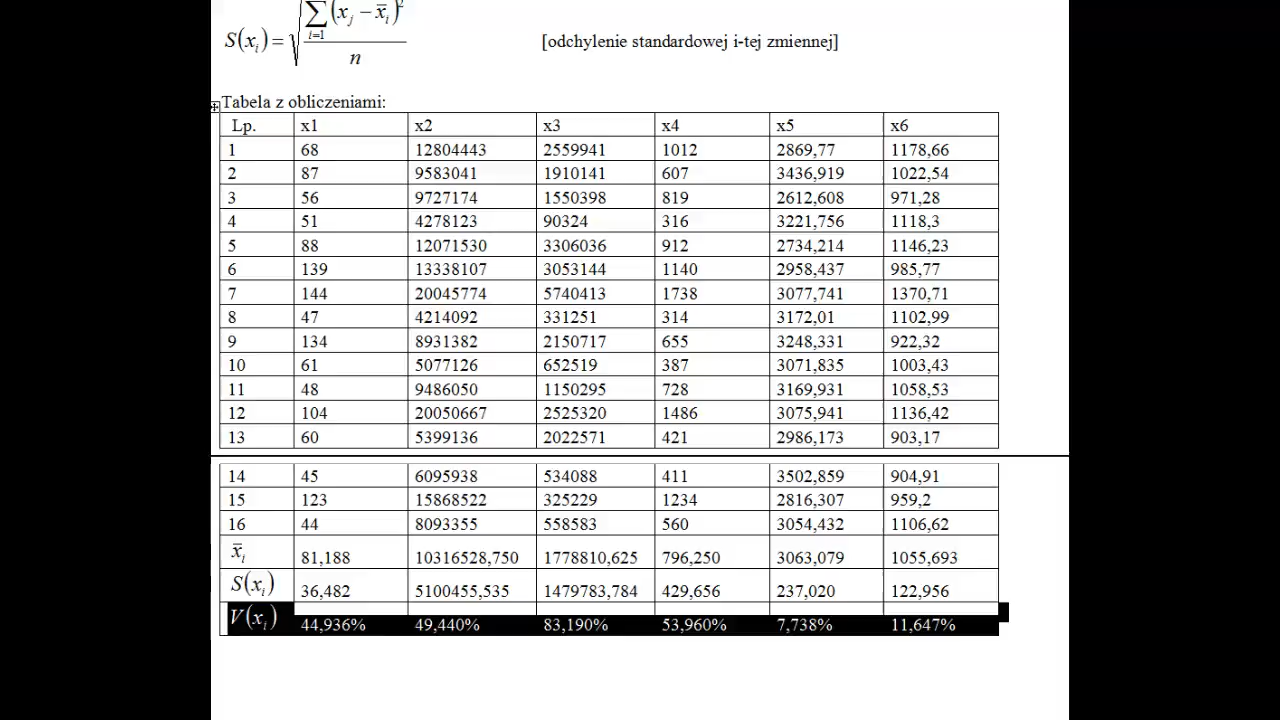 S(xᵢ) = √(∑ᵢ₌₁(xⱼ − x̄ᵢ)² / n) [odchylenie standardowej i-tej zmiennej]
Tabela z obliczeniami:
Lp. x1 x2 x3 x4 x5 x6
1 68 12804443 2559941 1012 2869,77 1178,66
2 87 9583041 1910141 607 3436,919 1022,54
3 56 9727174 1550398 819 2612,608 971,28
4 51 4278123 90324 316 3221,756 1118,3
5 88 12071530 3306036 912 2734,214 1146,23
6 139 13338107 3053144 1140 2958,437 985,77
7 144 20045774 5740413 1738 3077,741 1370,71
8 47 4214092 331251 314 3172,01 1102,99
9 134 8931382 2150717 655 3248,331 922,32
10 61 5077126 652519 387 3071,835 1003,43
11 48 9486050 1150295 728 3169,931 1058,53
12 104 20050667 2525320 1486 3075,941 1136,42
13 60 5399136 2022571 421 2986,173 903,17
14 45 6095938 534088 411 3502,859 904,91
15 123 15868522 325229 1234 2816,307 959,2
16 44 8093355 558583 560 3054,432 1106,62
x̄ᵢ 81,188 10316528,750 1778810,625 796,250 3063,079 1055,693
S(xᵢ) 36,482 5100455,535 1479783,784 429,656 237,020 122,956
V(xᵢ) 44,936% 49,440% 83,190% 53,960% 7,738% 11,647%